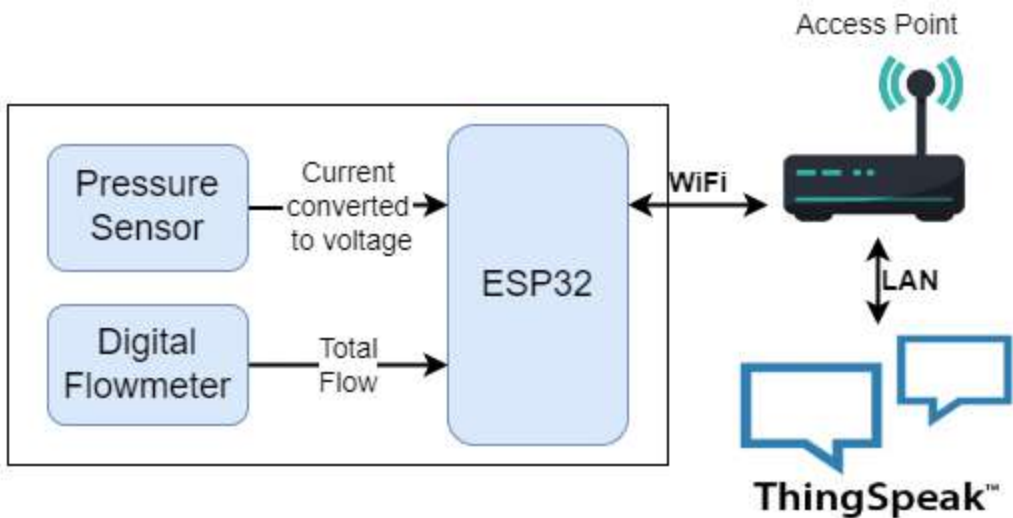 Access Point
Pressure
Sensor
Current
converted
to voltage
ESP32
WiFi
LAN
Digital
Flowmeter
Total
Flow
ThingSpeak™